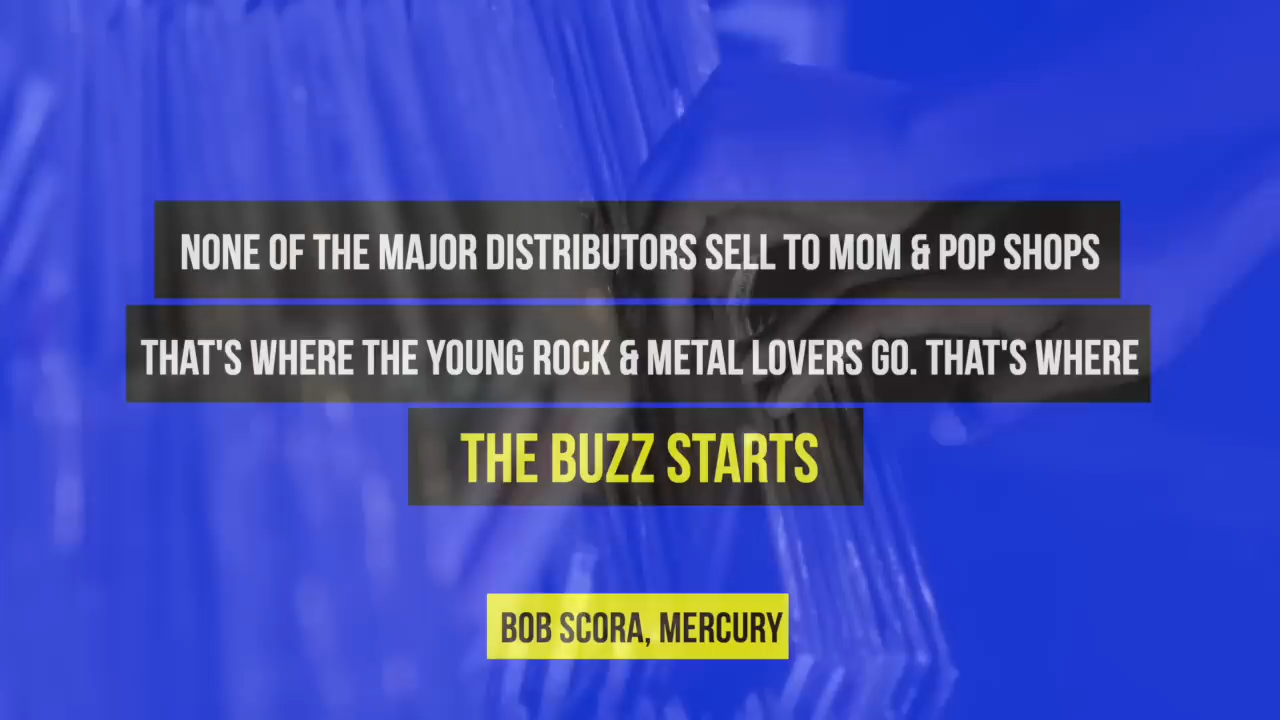 NONE OF THE MAJOR DISTRIBUTORS SELL TO MOM & POP SHOPS
THAT'S WHERE THE YOUNG ROCK & METAL LOVERS GO. THAT'S WHERE
THE BUZZ STARTS
BOB SCORA, MERCURY